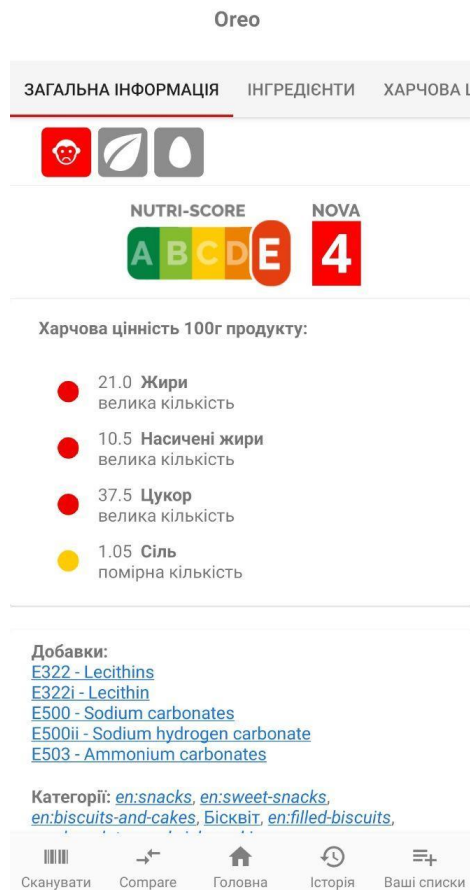 Oreo
ЗАГАЛЬНА ІНФОРМАЦІЯ ІНГРЕДІЄНТИ ХАРЧОВА
NUTRI-SCORE NOVA
A B C D E 4
Харчова цінність 100г продукту:
21.0 Жири
велика кількість
10.5 Насичені жири
велика кількість
37.5 Цукор
велика кількість
1.05 Сіль
помірна кількість
Добавки:
E322 - Lecithins
E322i - Lecithin
E500 - Sodium carbonates
E500ii - Sodium hydrogen carbonate
E503 - Ammonium carbonates
Категорії: en:snacks, en:sweet-snacks,
en:biscuits-and-cakes, Бісквіт, en:filled-biscuits,
Сканувати Compare Головна Історія Ваші списки